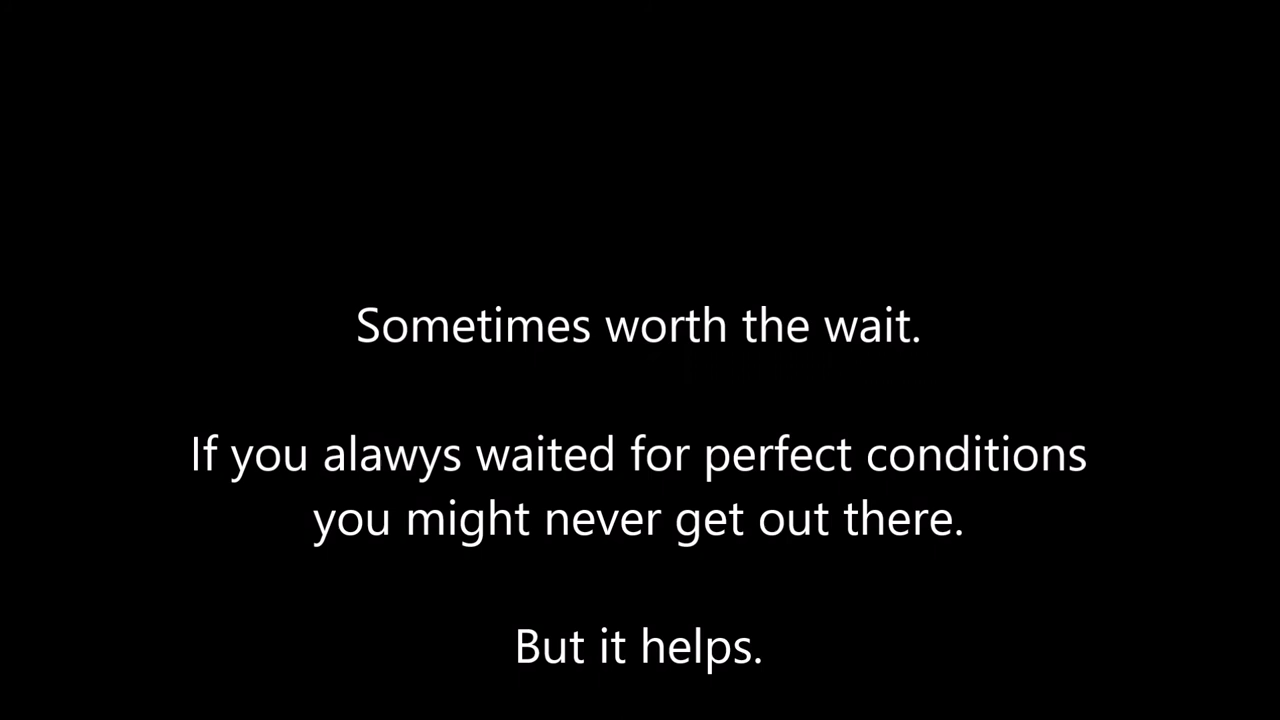 Sometimes worth the wait.
If you alawys waited for perfect conditions
you might never get out there.
But it helps.